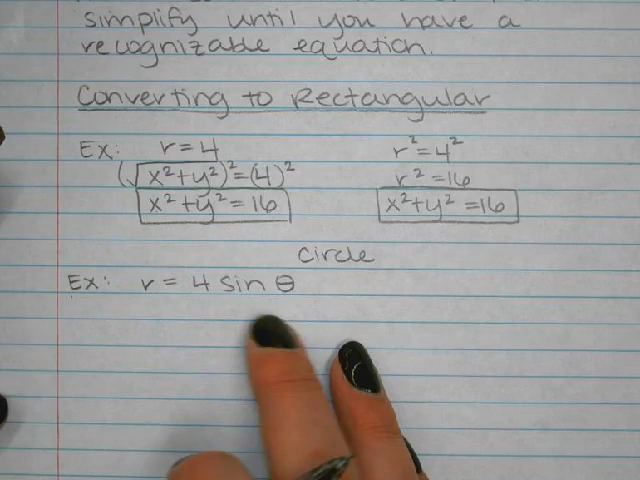 simplify until you have a
recognizable equation.
Converting to Rectangular
Ex: r = 4
(√x²+y²)² = (4)²
x²+y² = 16
r² = 4²
r² = 16
x²+y² = 16
circle
Ex: r = 4 sin θ